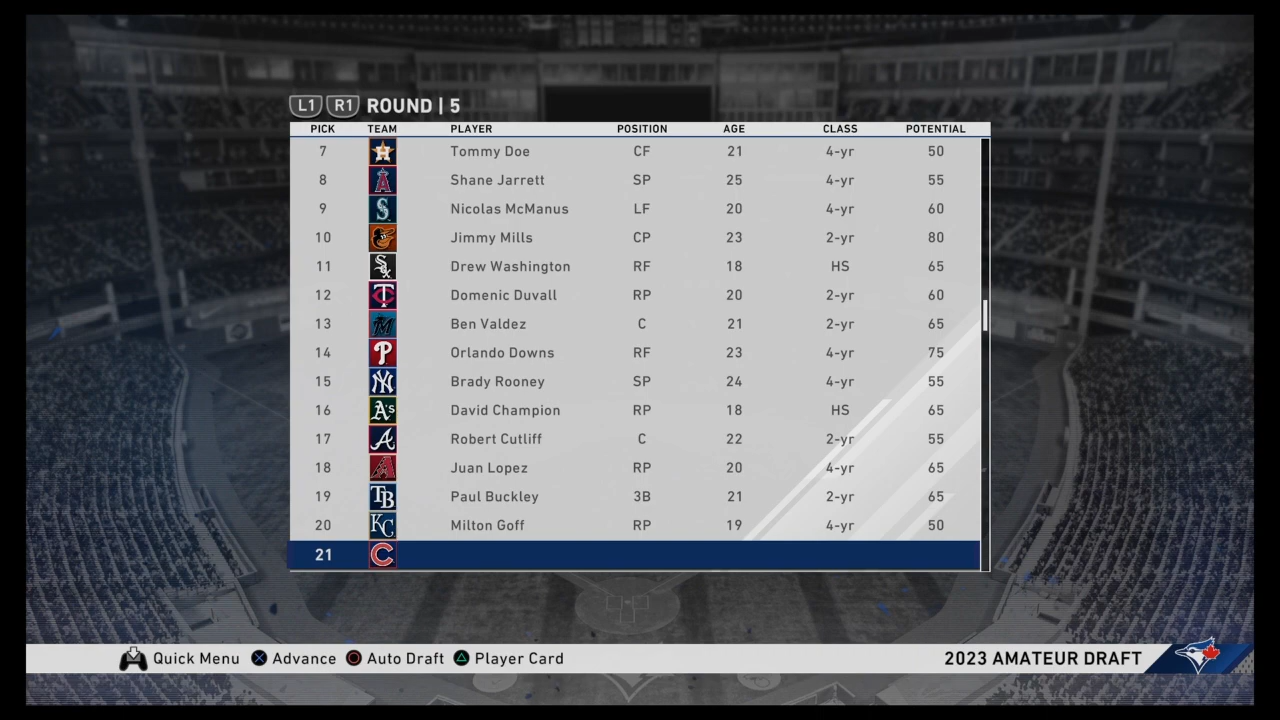 L1 R1 ROUND | 5
PICK TEAM PLAYER POSITION AGE CLASS POTENTIAL
7 Tommy Doe CF 21 4-yr 50
8 A Shane Jarrett SP 25 4-yr 55
9 S Nicolas McManus LF 20 4-yr 60
10 Jimmy Mills CP 23 2-yr 80
11 Sox Drew Washington RF 18 HS 65
12 TC Domenic Duvall RP 20 2-yr 60
13 M Ben Valdez C 21 2-yr 65
14 P Orlando Downs RF 23 4-yr 75
15 NY Brady Rooney SP 24 4-yr 55
16 A's David Champion RP 18 HS 65
17 A Robert Cutliff C 22 2-yr 55
18 A Juan Lopez RP 20 4-yr 65
19 TB Paul Buckley 3B 21 2-yr 65
20 KC Milton Goff RP 19 4-yr 50
21 C
Quick Menu Advance Auto Draft Player Card 2023 AMATEUR DRAFT